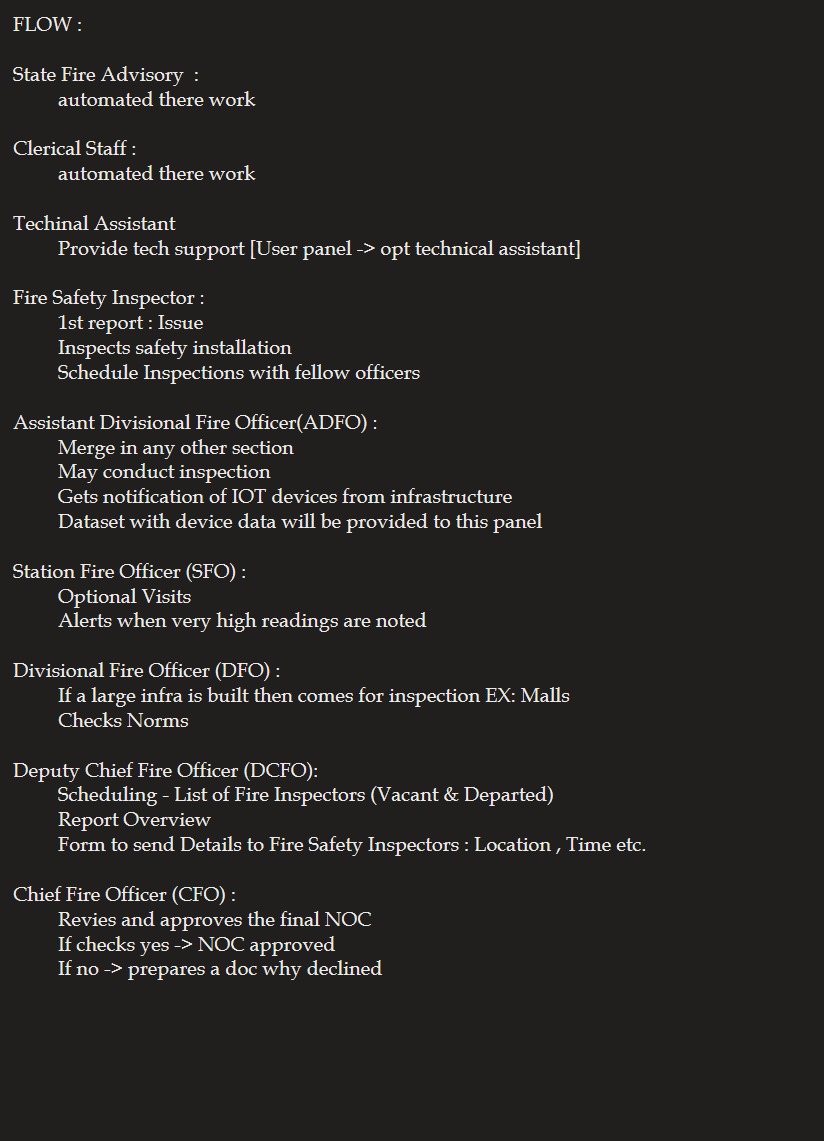 FLOW :
State Fire Advisory  :
automated there work
Clerical Staff :
automated there work
Techinal Assistant
Provide tech support [User panel -> opt technical assistant]
Fire Safety Inspector :
1st report : Issue
Inspects safety installation
Schedule Inspections with fellow officers
Assistant Divisional Fire Officer(ADFO) :
Merge in any other section
May conduct inspection
Gets notification of IOT devices from infrastructure
Dataset with device data will be provided to this panel
Station Fire Officer (SFO) :
Optional Visits
Alerts when very high readings are noted
Divisional Fire Officer (DFO) :
If a large infra is built then comes for inspection EX: Malls
Checks Norms
Deputy Chief Fire Officer (DCFO):
Scheduling - List of Fire Inspectors (Vacant & Departed)
Report Overview
Form to send Details to Fire Safety Inspectors : Location , Time etc.
Chief Fire Officer (CFO) :
Revies and approves the final NOC
If checks yes -> NOC approved
If no -> prepares a doc why declined